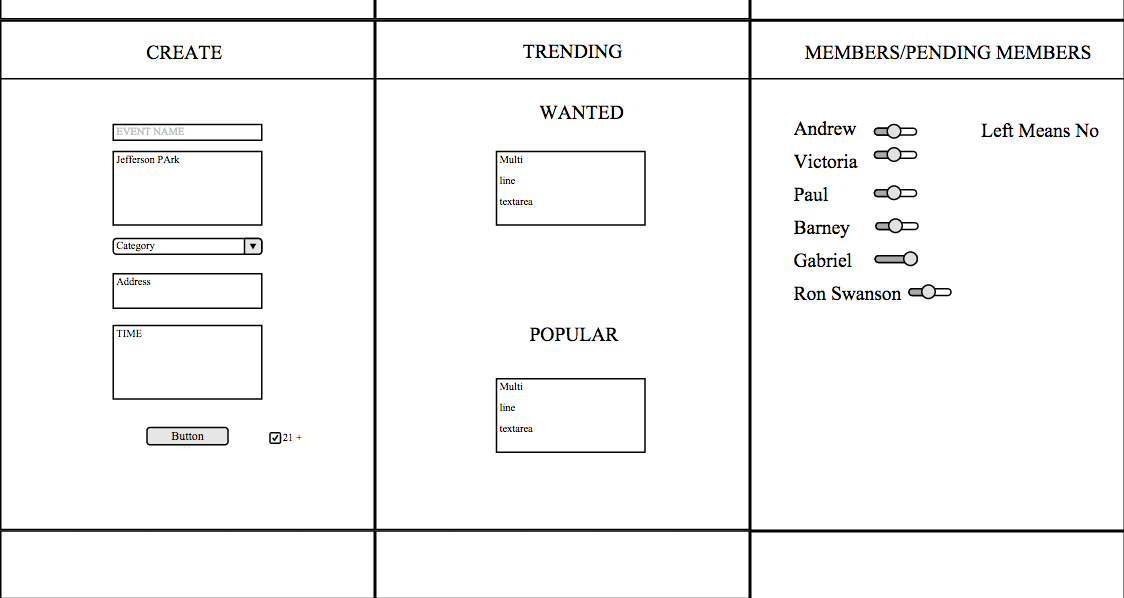 CREATE
EVENT NAME
Jefferson PArk
Category
Address
TIME
Button
21 +
TRENDING
WANTED
Multi
line
textarea
POPULAR
Multi
line
textarea
MEMBERS/PENDING MEMBERS
Andrew
Left Means No
Victoria
Paul
Barney
Gabriel
Ron Swanson